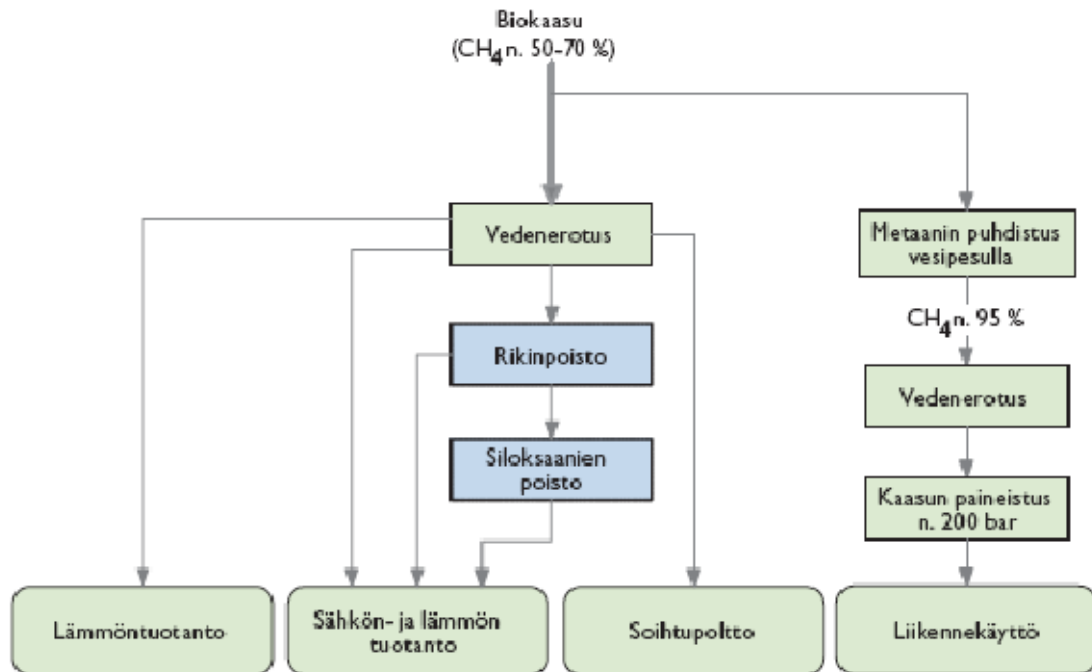 Biokaasu
(CH4 n. 50-70 %)
Vedenerotus
Metaanin puhdistus
vesipesulla
CH4 n. 95 %
Rikinpoisto
Vedenerotus
Siloksaanien
poisto
Kaasun paineistus
n. 200 bar
Lämmöntuotanto
Sähkön- ja lämmön
tuotanto
Soihtupoltto
Liikennekäyttö